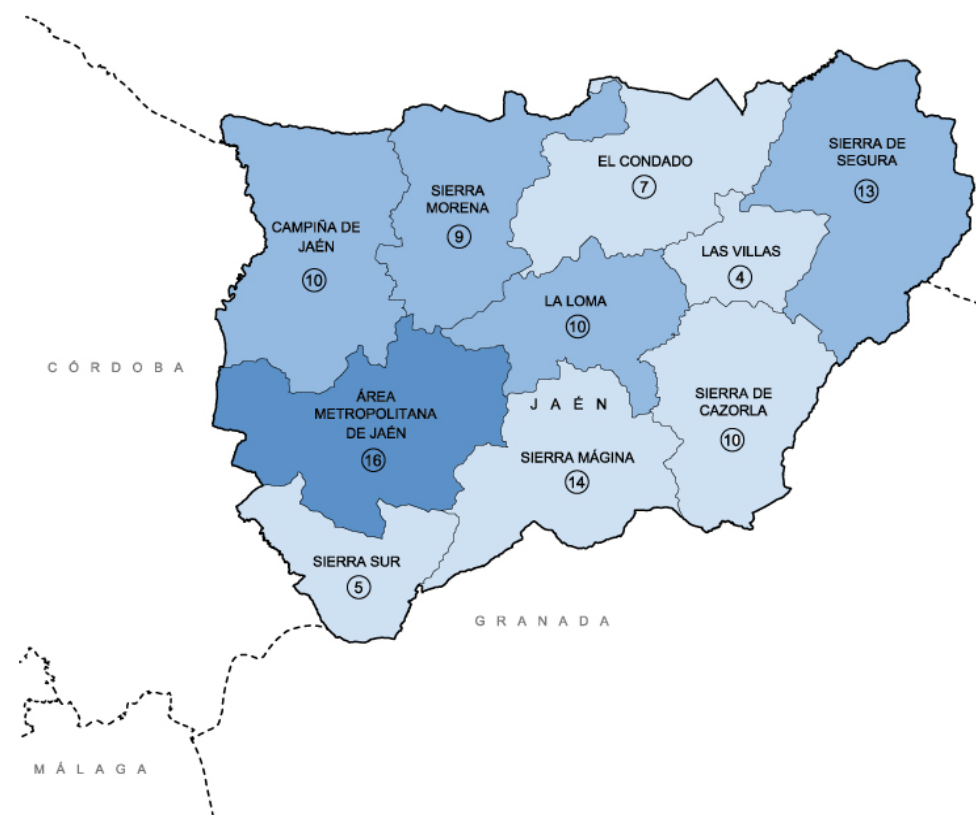 SIERRA DE
SEGURA
13
EL CONDADO
7
SIERRA
MORENA
9
CAMPIÑA DE
JAÉN
10
LAS VILLAS
4
LA LOMA
10
CÓRDOBA
ÁREA
METROPOLITANA
DE JAÉN
16
JAÉN
SIERRA DE
CAZORLA
10
SIERRA MÁGINA
14
SIERRA SUR
5
GRANADA
MÁLAGA